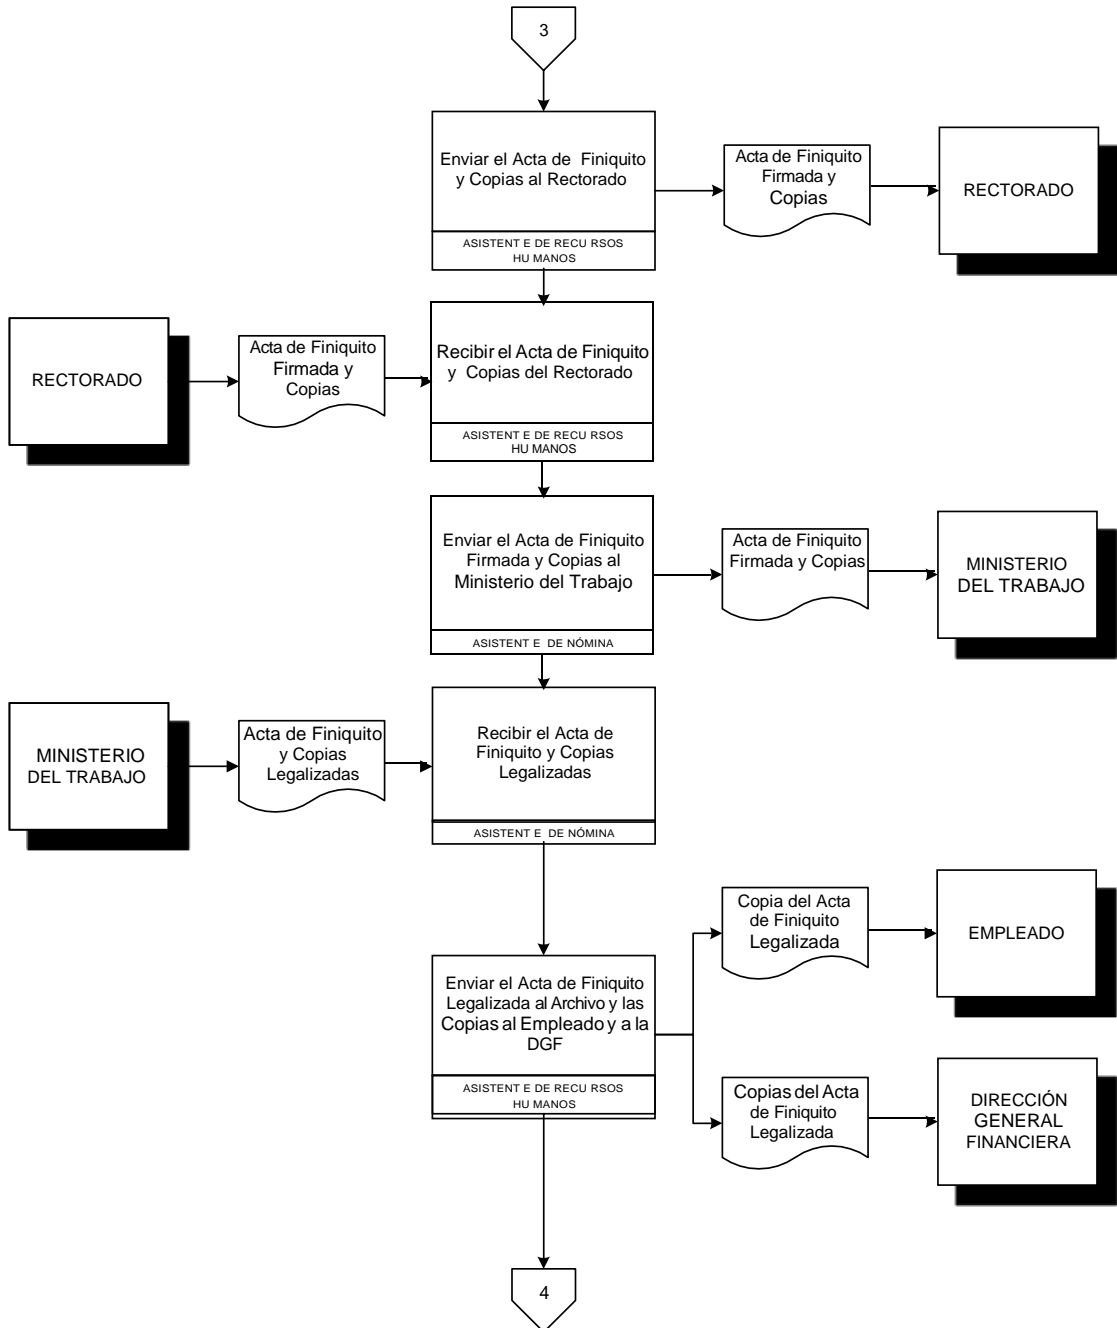 3
Enviar el Acta de Finiquito
y Copias al Rectorado
ASISTENT E DE RECU RSOS
HU MANOS
Acta de Finiquito
Firmada y
Copias
RECTORADO
RECTORADO
Acta de Finiquito
Firmada y
Copias
Recibir el Acta de Finiquito
y Copias del Rectorado
ASISTENT E DE RECU RSOS
HU MANOS
Enviar el Acta de Finiquito
Firmada y Copias al
Ministerio del Trabajo
ASISTENT E DE NÓMINA
Acta de Finiquito
Firmada y Copias
MINISTERIO
DEL TRABAJO
MINISTERIO
DEL TRABAJO
Acta de Finiquito
y Copias
Legalizadas
Recibir el Acta de
Finiquito y Copias
Legalizadas
ASISTENT E DE NÓMINA
Enviar el Acta de Finiquito
Legalizada al Archivo y las
Copias al Empleado y a la
DGF
ASISTENT E DE RECU RSOS
HU MANOS
Copia del Acta
de Finiquito
Legalizada
EMPLEADO
Copias del Acta
de Finiquito
Legalizada
DIRECCIÓN
GENERAL
FINANCIERA
4